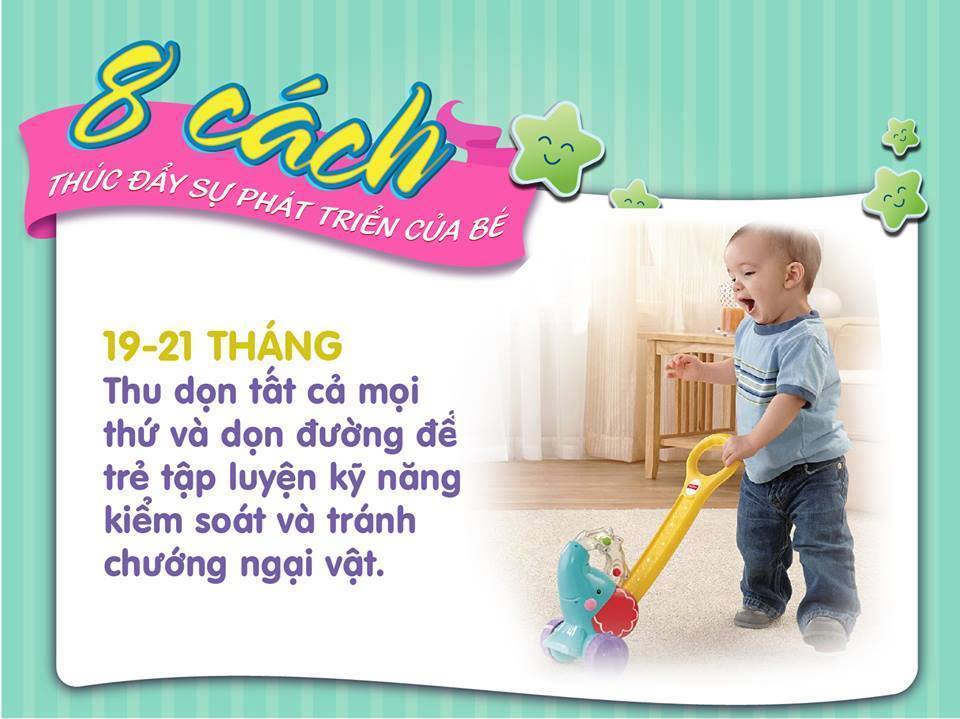 8 cách
THÚC ĐẨY SỰ PHÁT TRIỂN CỦA BÉ
19-21 THÁNG
Thu dọn tất cả mọi
thứ và dọn đường để
trẻ tập luyện kỹ năng
kiểm soát và tránh
chướng ngại vật.